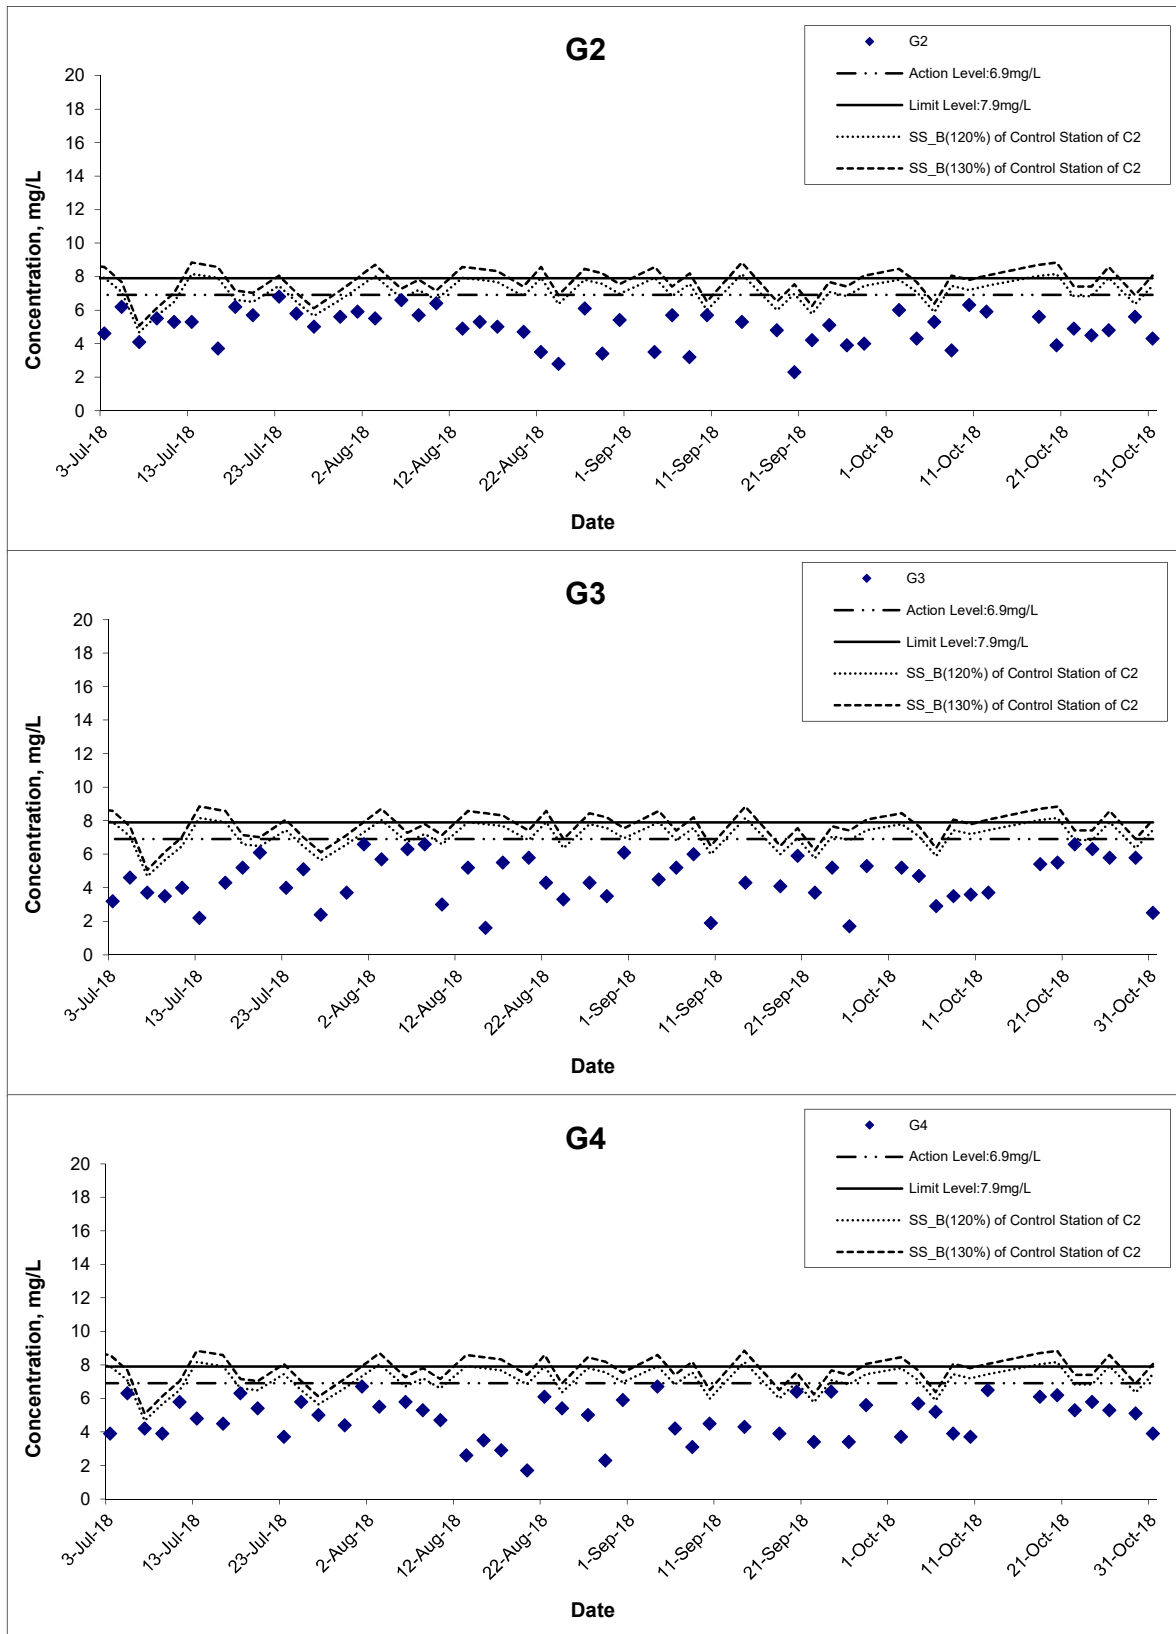 G2
G2
Action Level:6.9mg/L
Limit Level:7.9mg/L
SS_B(120%) of Control Station of C2
SS_B(130%) of Control Station of C2
Concentration, mg/L
20
18
16
14
12
10
8
6
4
2
0
3-Jul-18
13-Jul-18
23-Jul-18
2-Aug-18
12-Aug-18
22-Aug-18
1-Sep-18
11-Sep-18
21-Sep-18
1-Oct-18
11-Oct-18
21-Oct-18
31-Oct-18
Date
G3
G3
Action Level:6.9mg/L
Limit Level:7.9mg/L
SS_B(120%) of Control Station of C2
SS_B(130%) of Control Station of C2
Concentration, mg/L
20
18
16
14
12
10
8
6
4
2
0
3-Jul-18
13-Jul-18
23-Jul-18
2-Aug-18
12-Aug-18
22-Aug-18
1-Sep-18
11-Sep-18
21-Sep-18
1-Oct-18
11-Oct-18
21-Oct-18
31-Oct-18
Date
G4
G4
Action Level:6.9mg/L
Limit Level:7.9mg/L
SS_B(120%) of Control Station of C2
SS_B(130%) of Control Station of C2
Concentration, mg/L
20
18
16
14
12
10
8
6
4
2
0
3-Jul-18
13-Jul-18
23-Jul-18
2-Aug-18
12-Aug-18
22-Aug-18
1-Sep-18
11-Sep-18
21-Sep-18
1-Oct-18
11-Oct-18
21-Oct-18
31-Oct-18
Date